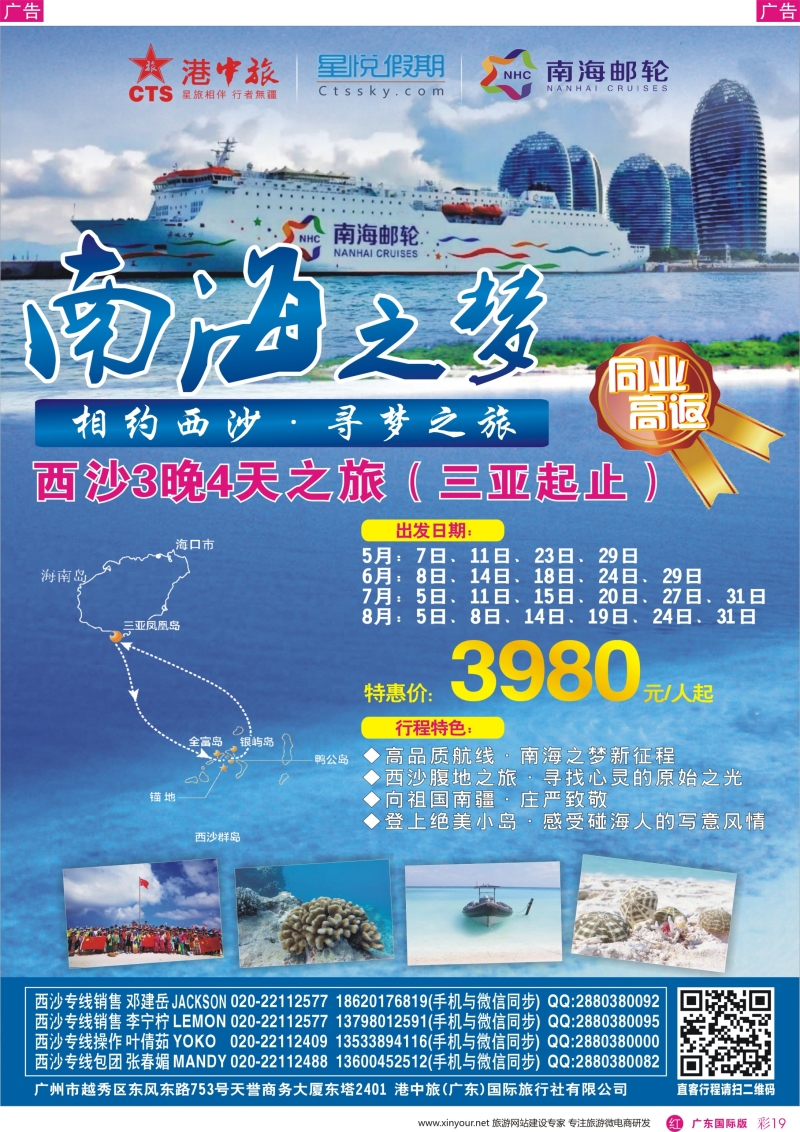 广告
广告
CTS 港中旅
星旅相伴 行者無疆
星悦假期
Ctssky.com
NHC 南海邮轮
NANHAI CRUISES
NHC 南海邮轮
NANHAI CRUISES
南海之梦
同业
高返
相约西沙·寻梦之旅
西沙3晚4天之旅（三亚起止）
出发日期：
5月：7日、11日、23日、29日
6月：8日、14日、18日、24日、29日
7月：5日、11日、15日、20日、27日、31日
8月：5日、8日、14日、19日、24日、31日
特惠价：3980元/人起
行程特色：
◆高品质航线·南海之梦新征程
◆西沙腹地之旅·寻找心灵的原始之光
◆向祖国南疆·庄严致敬
◆登上绝美小岛·感受碰海人的写意风情
海口市
海南岛
三亚凤凰岛
全富岛
银屿岛
鸭公岛
锚地
西沙群岛
西沙专线销售 邓建岳 JACKSON 020-22112577 18620176819(手机与微信同步) QQ:2880380092
西沙专线销售 李宁柠 LEMON 020-22112577 13798012591(手机与微信同步) QQ:2880380095
西沙专线操作 叶倩茹 YOKO 020-22112409 13533894116(手机与微信同步) QQ:2880380000
西沙专线包团 张春媚 MANDY 020-22112488 13600452512(手机与微信同步) QQ:2880380082
广州市越秀区东风东路753号天誉商务大厦东塔2401 港中旅(广东)国际旅行社有限公司
直客行程请扫二维码
www.xinyour.net 旅游网站建设专家 专注旅游微电商研发
红 广东国际版 彩19